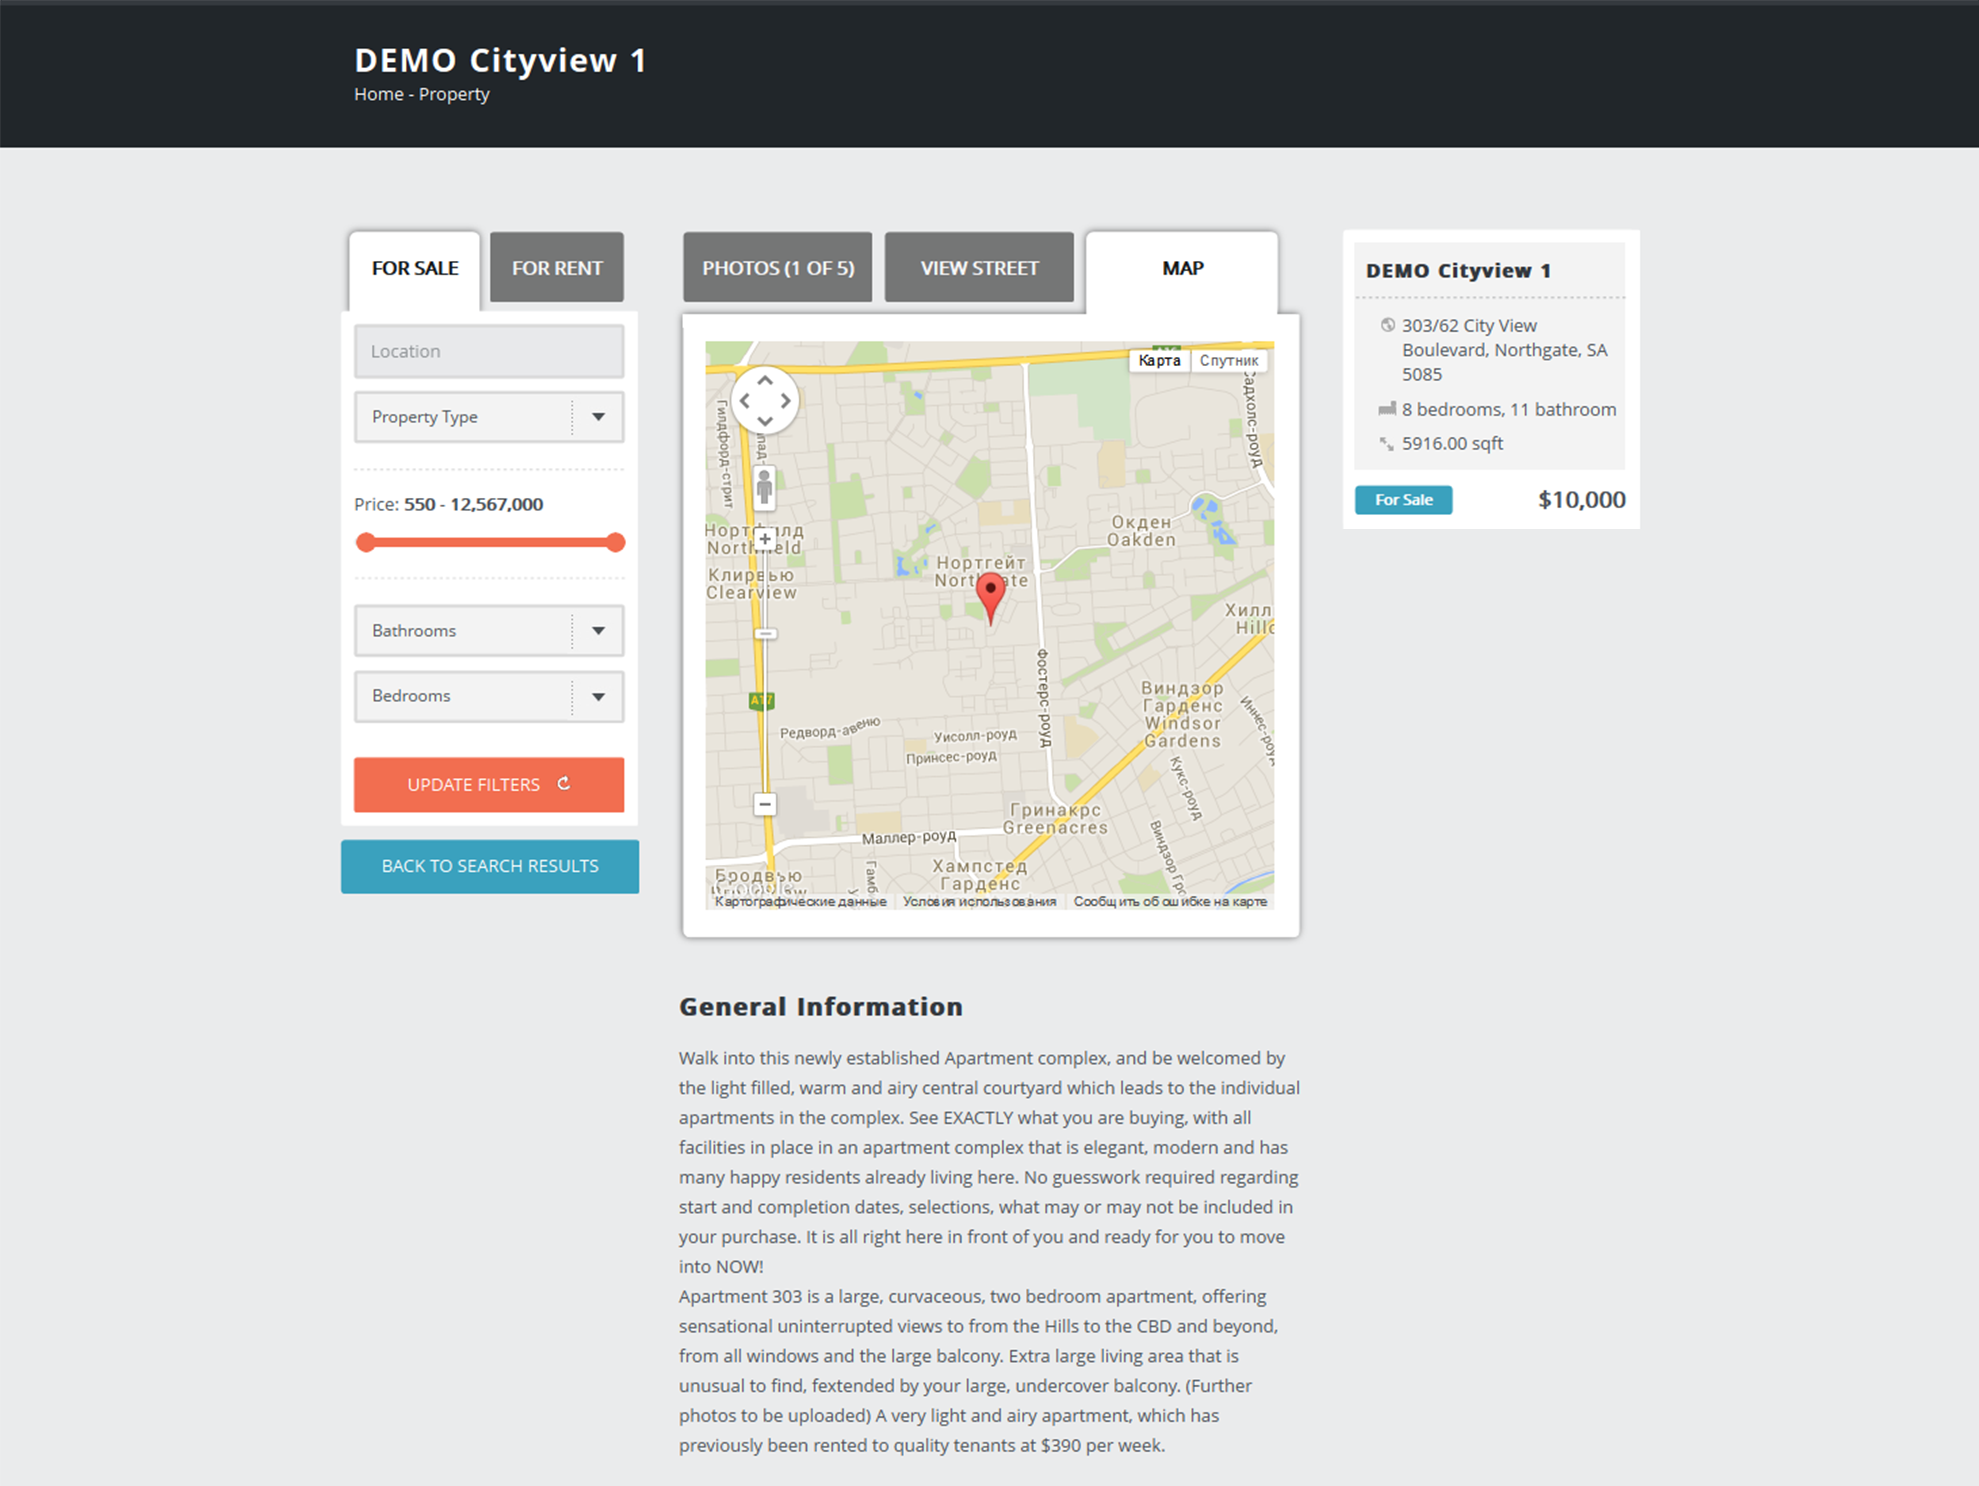 DEMO Cityview 1
Home - Property
FOR SALE
FOR RENT
Location
Property Type
Price: 550 - 12,567,000
Bathrooms
Bedrooms
UPDATE FILTERS
BACK TO SEARCH RESULTS
PHOTOS (1 OF 5)
VIEW STREET
MAP
Карта
Спутник
Гилдфорд-стрит
Окден
Oakden
Клирвью
Clearview
Нортгейт
Хилл
Фостерс-роуд
A17
Виндзор
Гарденс
Windsor
Gardens
Редворд-авеню
Уисолл-роуд
Принсес-роуд
Кукс-роуд
Гринакрс
Greenacres
Маллер-роуд
Хампстед
Гарденс
Бродвью
Картографические данные
Условия использования
Сообщить об ошибке на карте
DEMO Cityview 1
303/62 City View
Boulevard, Northgate, SA
5085
8 bedrooms, 11 bathroom
5916.00 sqft
For Sale
$10,000
General Information
Walk into this newly established Apartment complex, and be welcomed by
the light filled, warm and airy central courtyard which leads to the individual
apartments in the complex. See EXACTLY what you are buying, with all
facilities in place in an apartment complex that is elegant, modern and has
many happy residents already living here. No guesswork required regarding
start and completion dates, selections, what may or may not be included in
your purchase. It is all right here in front of you and ready for you to move
into NOW!
Apartment 303 is a large, curvaceous, two bedroom apartment, offering
sensational uninterrupted views to from the Hills to the CBD and beyond,
from all windows and the large balcony. Extra large living area that is
unusual to find, fextended by your large, undercover balcony. (Further
photos to be uploaded) A very light and airy apartment, which has
previously been rented to quality tenants at $390 per week.